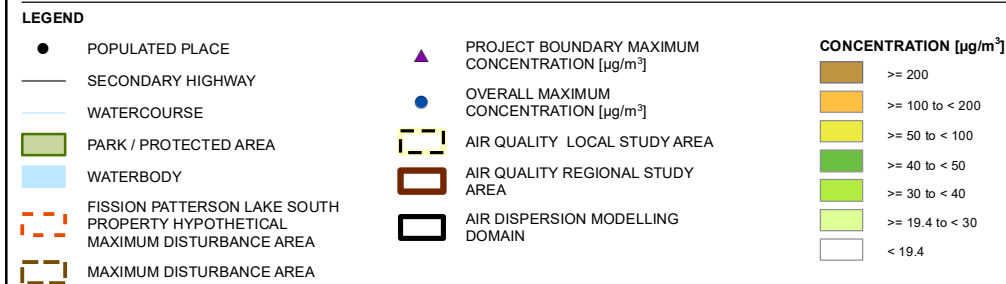 LEGEND
POPULATED PLACE
SECONDARY HIGHWAY
WATERCOURSE
PARK / PROTECTED AREA
WATERBODY
FISSION PATTERSON LAKE SOUTH
PROPERTY HYPOTHETICAL
MAXIMUM DISTURBANCE AREA
MAXIMUM DISTURBANCE AREA
PROJECT BOUNDARY MAXIMUM
CONCENTRATION [µg/m³]
OVERALL MAXIMUM
CONCENTRATION [µg/m³]
AIR QUALITY LOCAL STUDY AREA
AIR QUALITY REGIONAL STUDY
AREA
AIR DISPERSION MODELLING
DOMAIN
CONCENTRATION [µg/m³]
>= 200
>= 100 to < 200
>= 50 to < 100
>= 40 to < 50
>= 30 to < 40
>= 19.4 to < 30
< 19.4